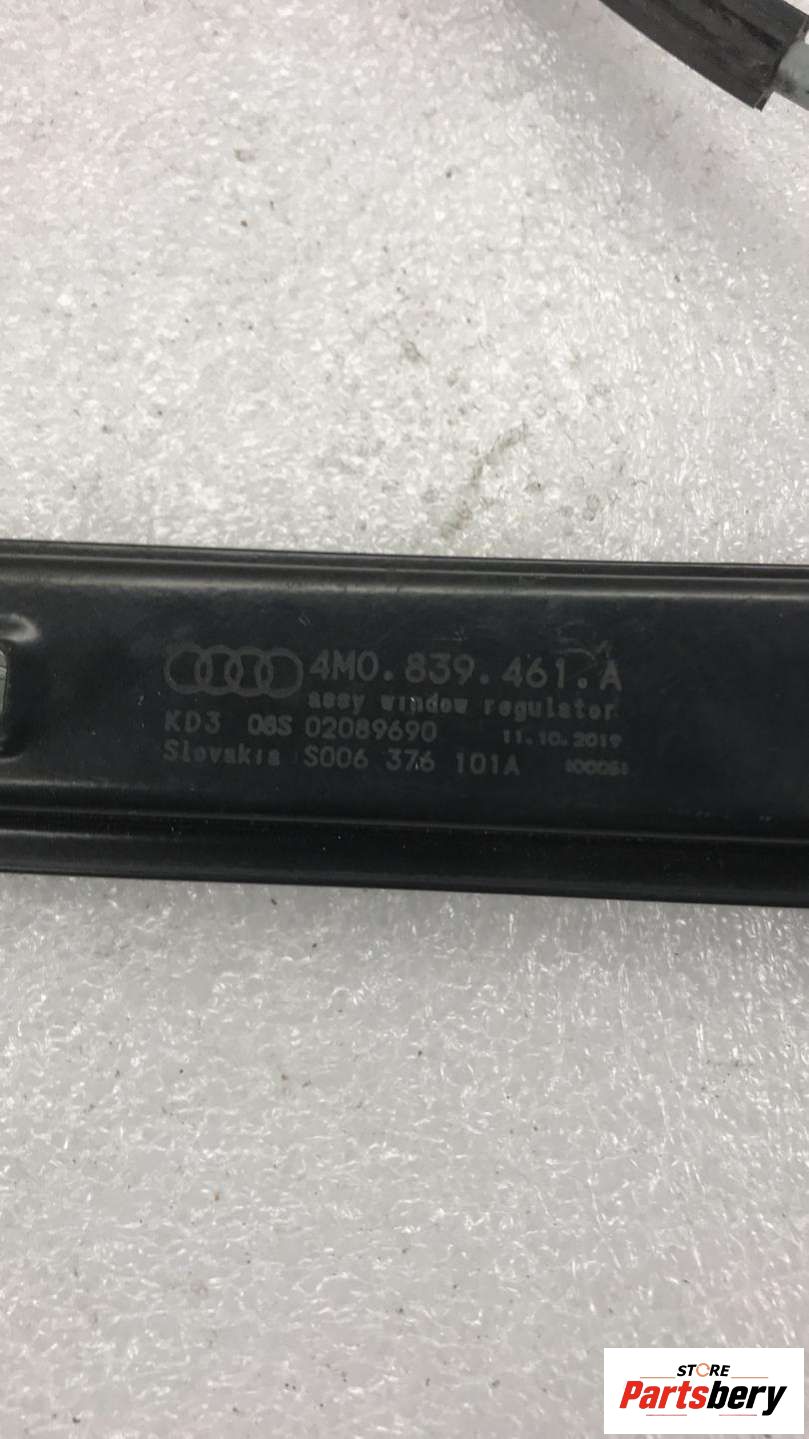 4M0.839.461.A
assy window regulator
KD3 08S 02089690 11.10.2019
Slovakia S006 376 101A
STORE
Partsbery